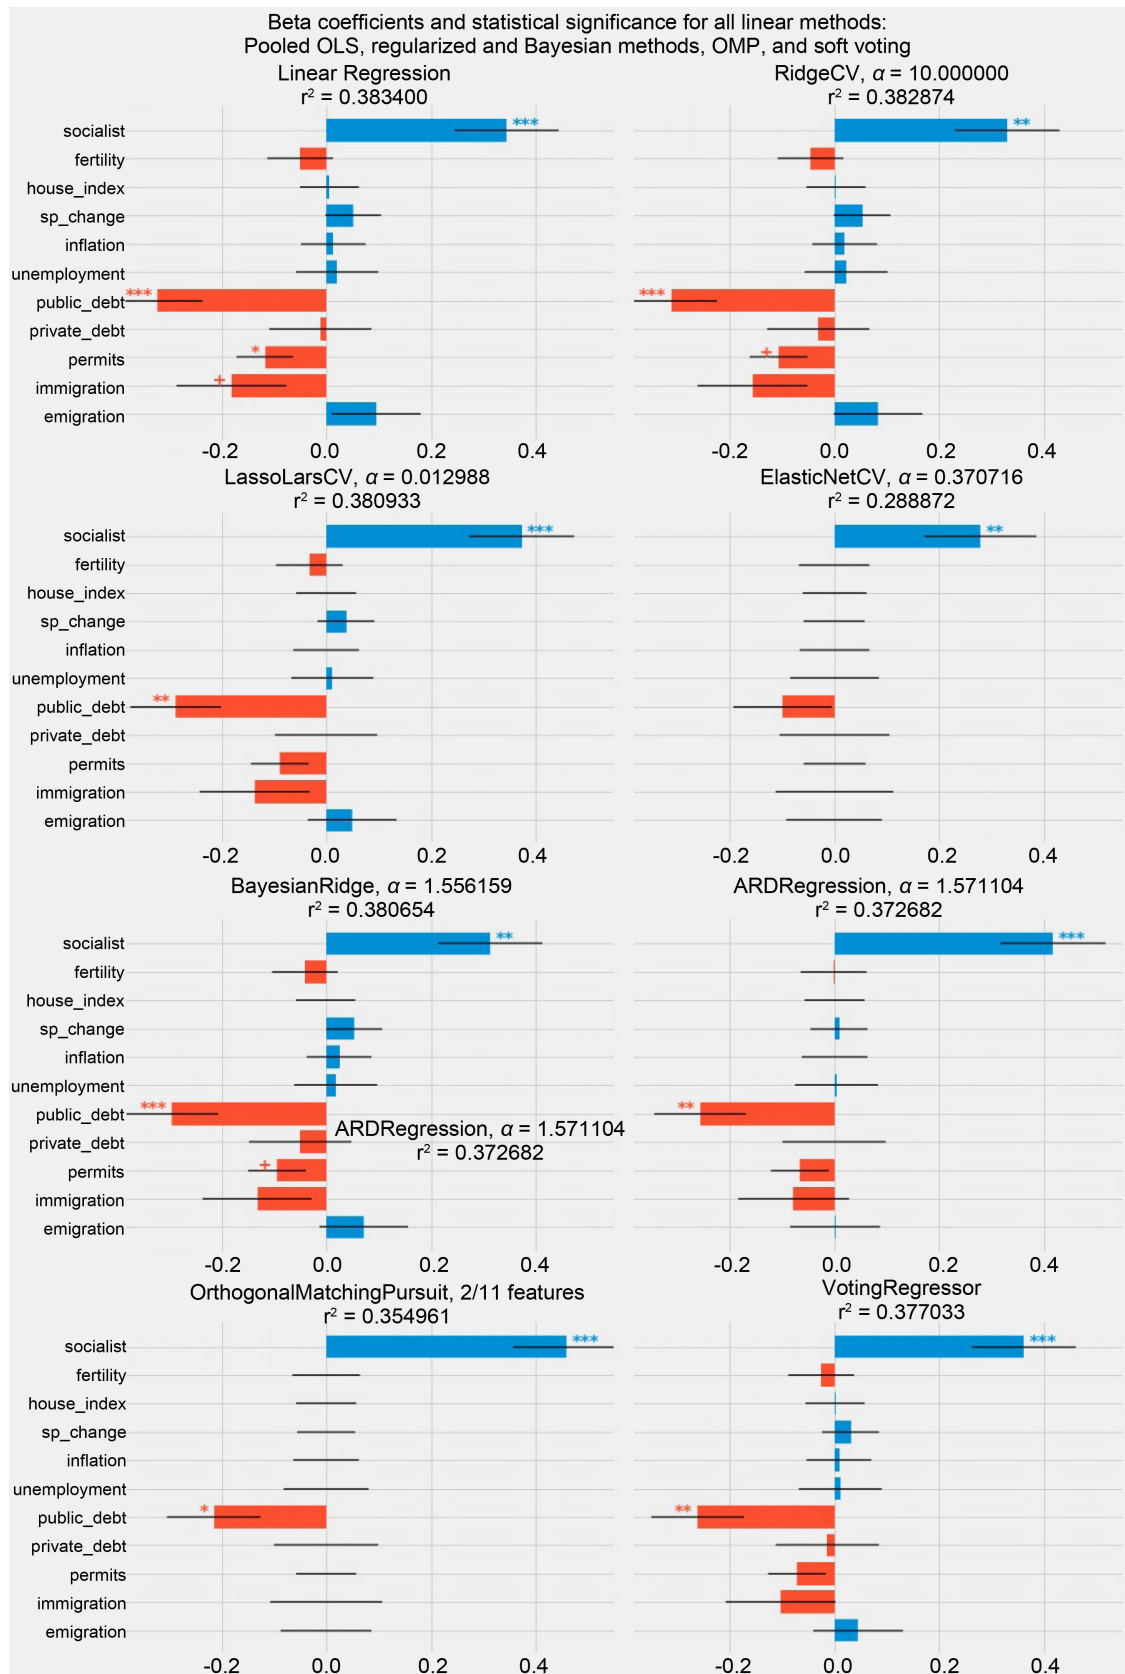 Beta coefficients and statistical significance for all linear methods:
Pooled OLS, regularized and Bayesian methods, OMP, and soft voting
Linear Regression
r² = 0.383400
socialist ***
fertility
house_index
sp_change
inflation
unemployment
*** public_debt
private_debt
permits *
immigration +
emigration
-0.2 0.0 0.2 0.4
RidgeCV, α = 10.000000
r² = 0.382874
**
***
+
-0.2 0.0 0.2 0.4
LassoLarsCV, α = 0.012988
r² = 0.380933
socialist ***
fertility
house_index
sp_change
inflation
unemployment
public_debt **
private_debt
permits
immigration
emigration
-0.2 0.0 0.2 0.4
ElasticNetCV, α = 0.370716
r² = 0.288872
**
-0.2 0.0 0.2 0.4
BayesianRidge, α = 1.556159
r² = 0.380654
socialist **
fertility
house_index
sp_change
inflation
unemployment
public_debt ***
private_debt
permits +
immigration
emigration
ARDRegression, α = 1.571104
r² = 0.372682
-0.2 0.0 0.2 0.4
ARDRegression, α = 1.571104
r² = 0.372682
***
**
-0.2 0.0 0.2 0.4
OrthogonalMatchingPursuit, 2/11 features
r² = 0.354961
socialist ***
fertility
house_index
sp_change
inflation
unemployment
public_debt *
private_debt
permits
immigration
emigration
-0.2 0.0 0.2 0.4
VotingRegressor
r² = 0.377033
***
**
-0.2 0.0 0.2 0.4